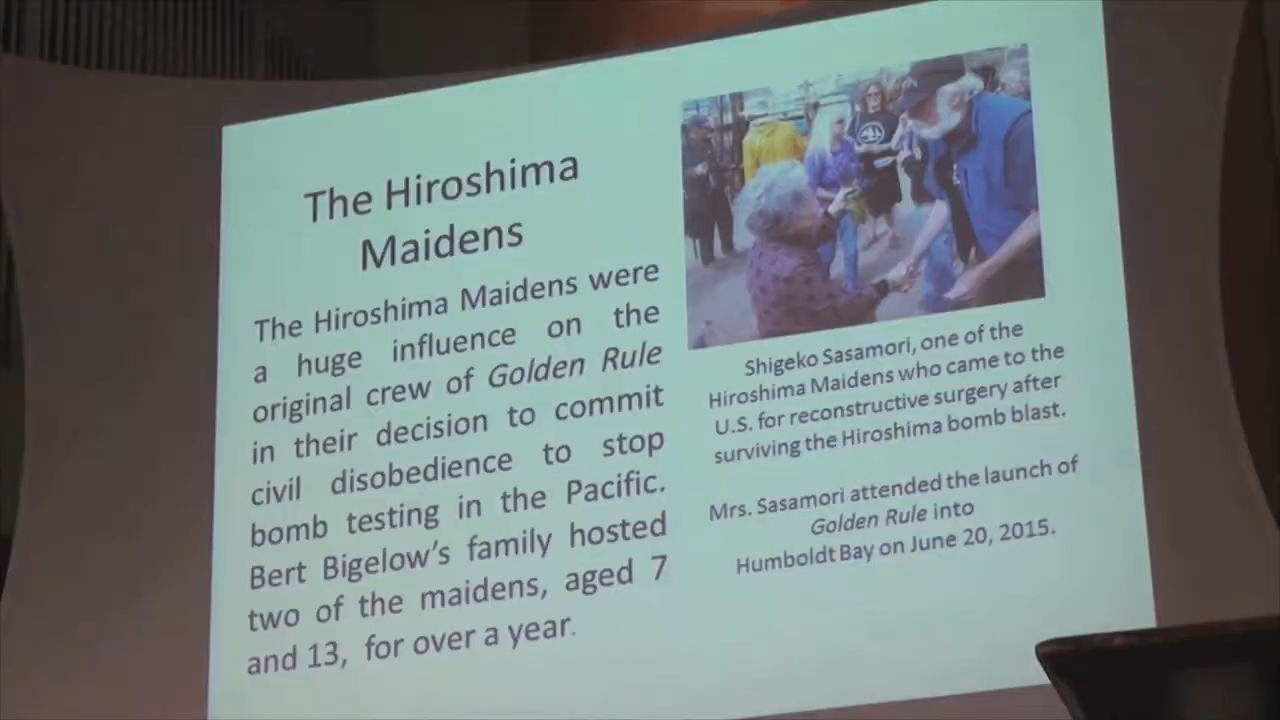 The Hiroshima
Maidens
The Hiroshima Maidens were
a huge influence on the
original crew of Golden Rule
in their decision to commit
civil disobedience to stop
bomb testing in the Pacific.
Bert Bigelow's family hosted
two of the maidens, aged 7
and 13, for over a year.
Shigeko Sasamori, one of the
Hiroshima Maidens who came to the
U.S. for reconstructive surgery after
surviving the Hiroshima bomb blast.
Mrs. Sasamori attended the launch of
Golden Rule into
Humboldt Bay on June 20, 2015.